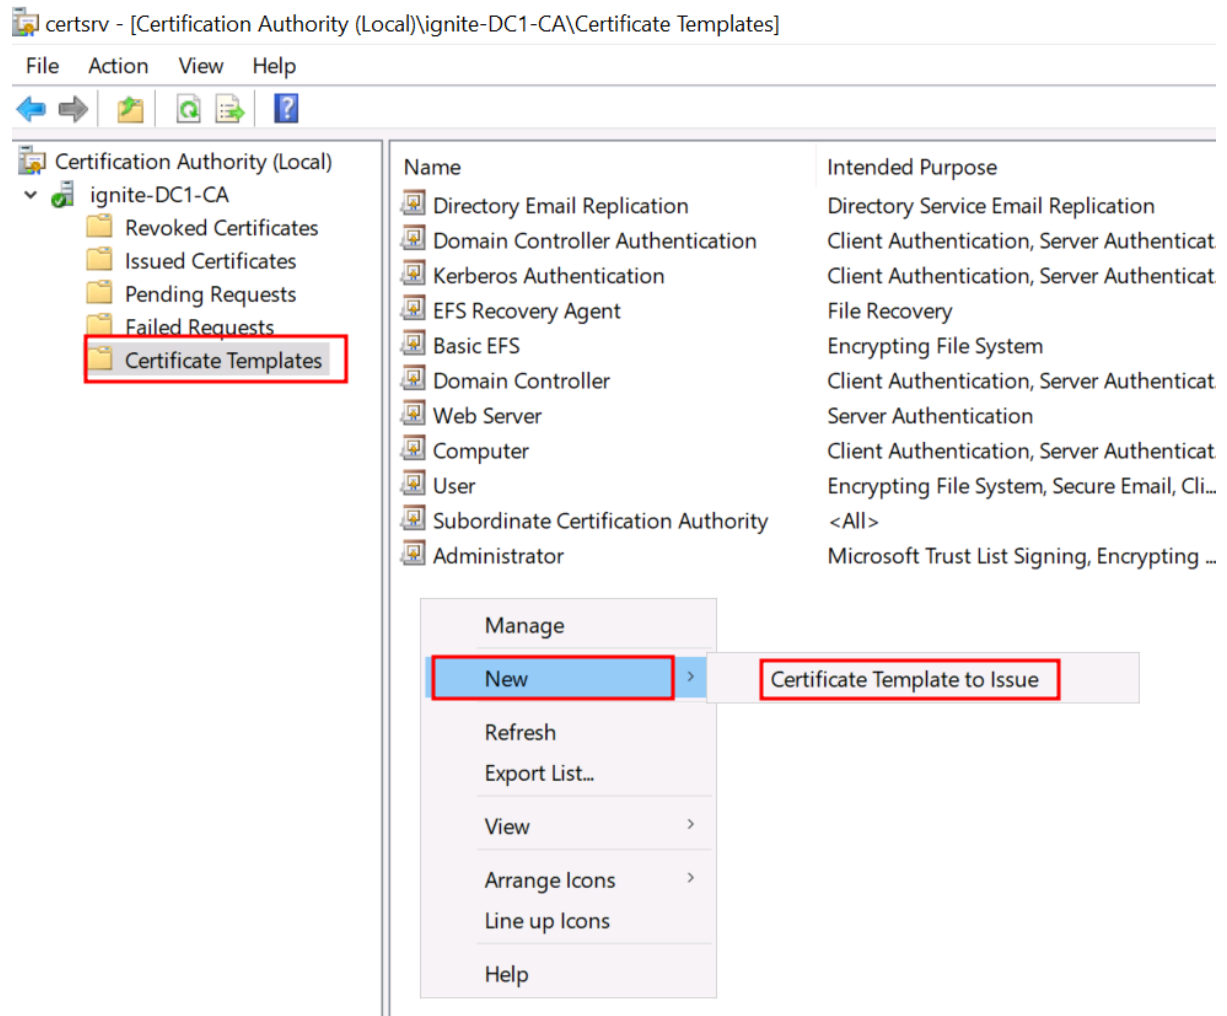 certsrv - [Certification Authority (Local)\ignite-DC1-CA\Certificate Templates]
File Action View Help
Certification Authority (Local)
ignite-DC1-CA
Revoked Certificates
Issued Certificates
Pending Requests
Failed Requests
Certificate Templates
Name Intended Purpose
Directory Email Replication Directory Service Email Replication
Domain Controller Authentication Client Authentication, Server Authenticat.
Kerberos Authentication Client Authentication, Server Authenticat.
EFS Recovery Agent File Recovery
Basic EFS Encrypting File System
Domain Controller Client Authentication, Server Authenticat.
Web Server Server Authentication
Computer Client Authentication, Server Authenticat.
User Encrypting File System, Secure Email, Cli...
Subordinate Certification Authority <All>
Administrator Microsoft Trust List Signing, Encrypting ...
Manage
New Certificate Template to Issue
Refresh
Export List...
View
Arrange Icons
Line up Icons
Help